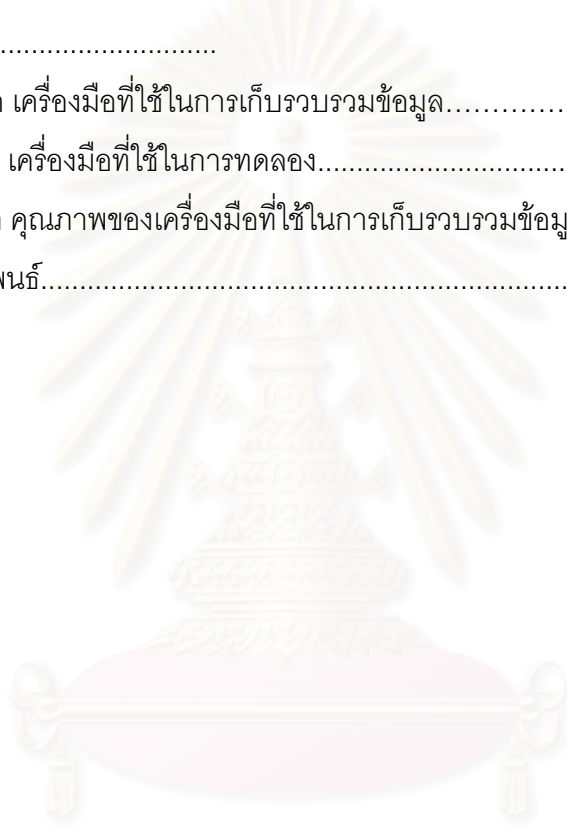 ............................
เครื่องมือที่ใช้ในการเก็บรวบรวมข้อมูล.............
เครื่องมือที่ใช้ในการทดลอง................................
คุณภาพของเครื่องมือที่ใช้ในการเก็บรวบรวมข้อมู
พนธ์....................................................................